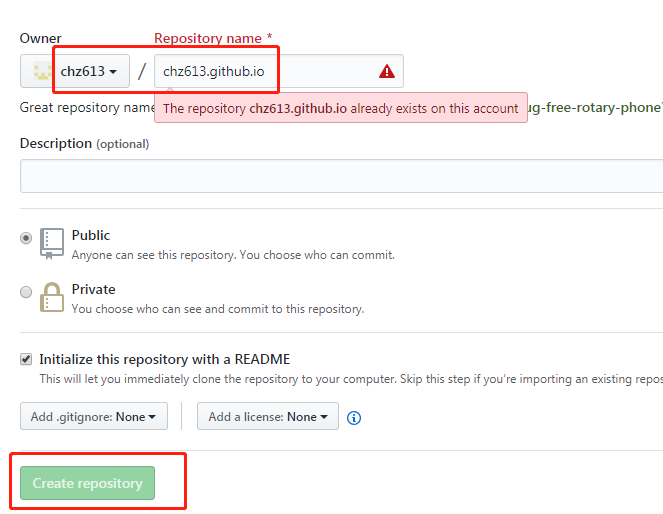 Owner
Repository name *
chz613 / chz613.github.io
Great repository name
ug-free-rotary-phone?
The repository chz613.github.io already exists on this account
Description (optional)
Public
Anyone can see this repository. You choose who can commit.
Private
You choose who can see and commit to this repository.
Initialize this repository with a README
This will let you immediately clone the repository to your computer. Skip this step if you're importing an existing repos
Add .gitignore: None
Add a license: None
Create repository